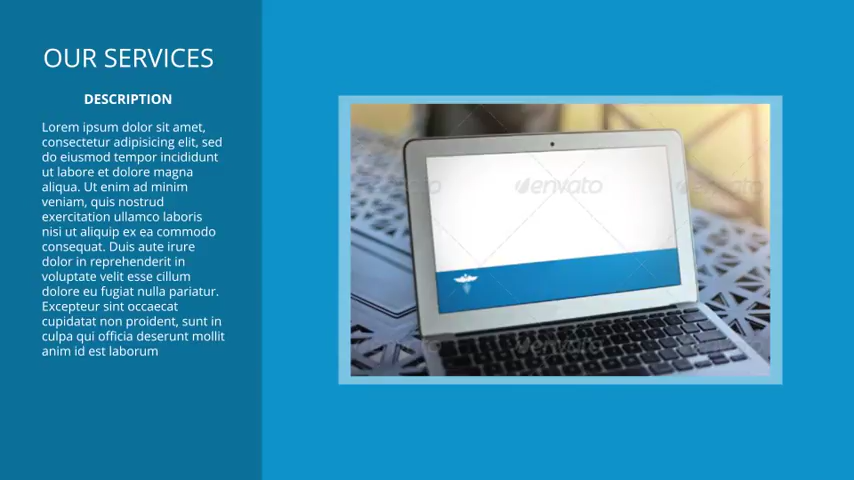 OUR SERVICES
DESCRIPTION
Lorem ipsum dolor sit amet,
consectetur adipisicing elit, sed
do eiusmod tempor incididunt
ut labore et dolore magna
aliqua. Ut enim ad minim
veniam, quis nostrud
exercitation ullamco laboris
nisi ut aliquip ex ea commodo
consequat. Duis aute irure
dolor in reprehenderit in
voluptate velit esse cillum
dolore eu fugiat nulla pariatur.
Excepteur sint occaecat
cupidatat non proident, sunt in
culpa qui officia deserunt mollit
anim id est laborum
envato
envato
envato